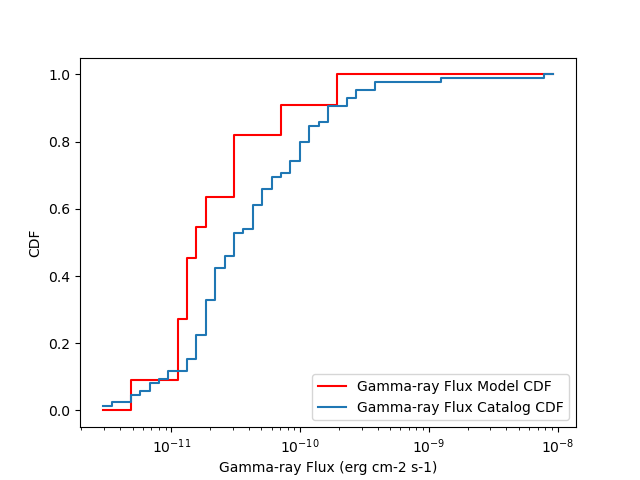 1.0
0.8
0.6
0.4
0.2
0.0
CDF
10⁻¹¹ 10⁻¹⁰ 10⁻⁹ 10⁻⁸
Gamma-ray Flux (erg cm-2 s-1)
Gamma-ray Flux Model CDF
Gamma-ray Flux Catalog CDF